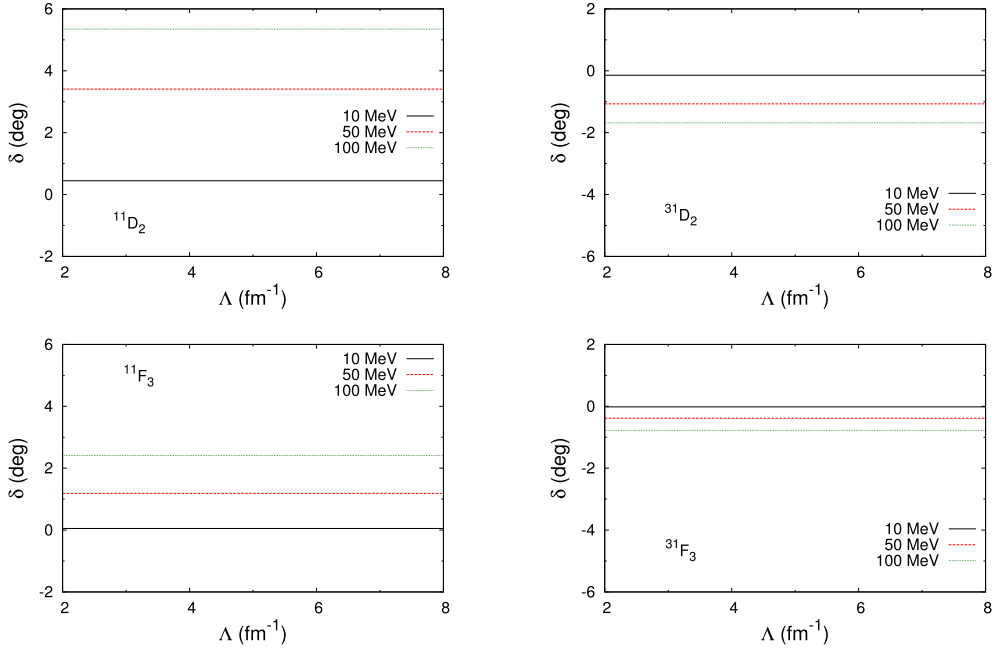 6
4
2
0
-2
δ (deg)
10 MeV
50 MeV
100 MeV
¹¹D₂
2 4 6 8
Λ (fm⁻¹)
2
0
-2
-4
-6
δ (deg)
10 MeV
50 MeV
100 MeV
³¹D₂
2 4 6 8
Λ (fm⁻¹)
6
4
2
0
-2
δ (deg)
10 MeV
50 MeV
100 MeV
¹¹F₃
2 4 6 8
Λ (fm⁻¹)
2
0
-2
-4
-6
δ (deg)
10 MeV
50 MeV
100 MeV
³¹F₃
2 4 6 8
Λ (fm⁻¹)